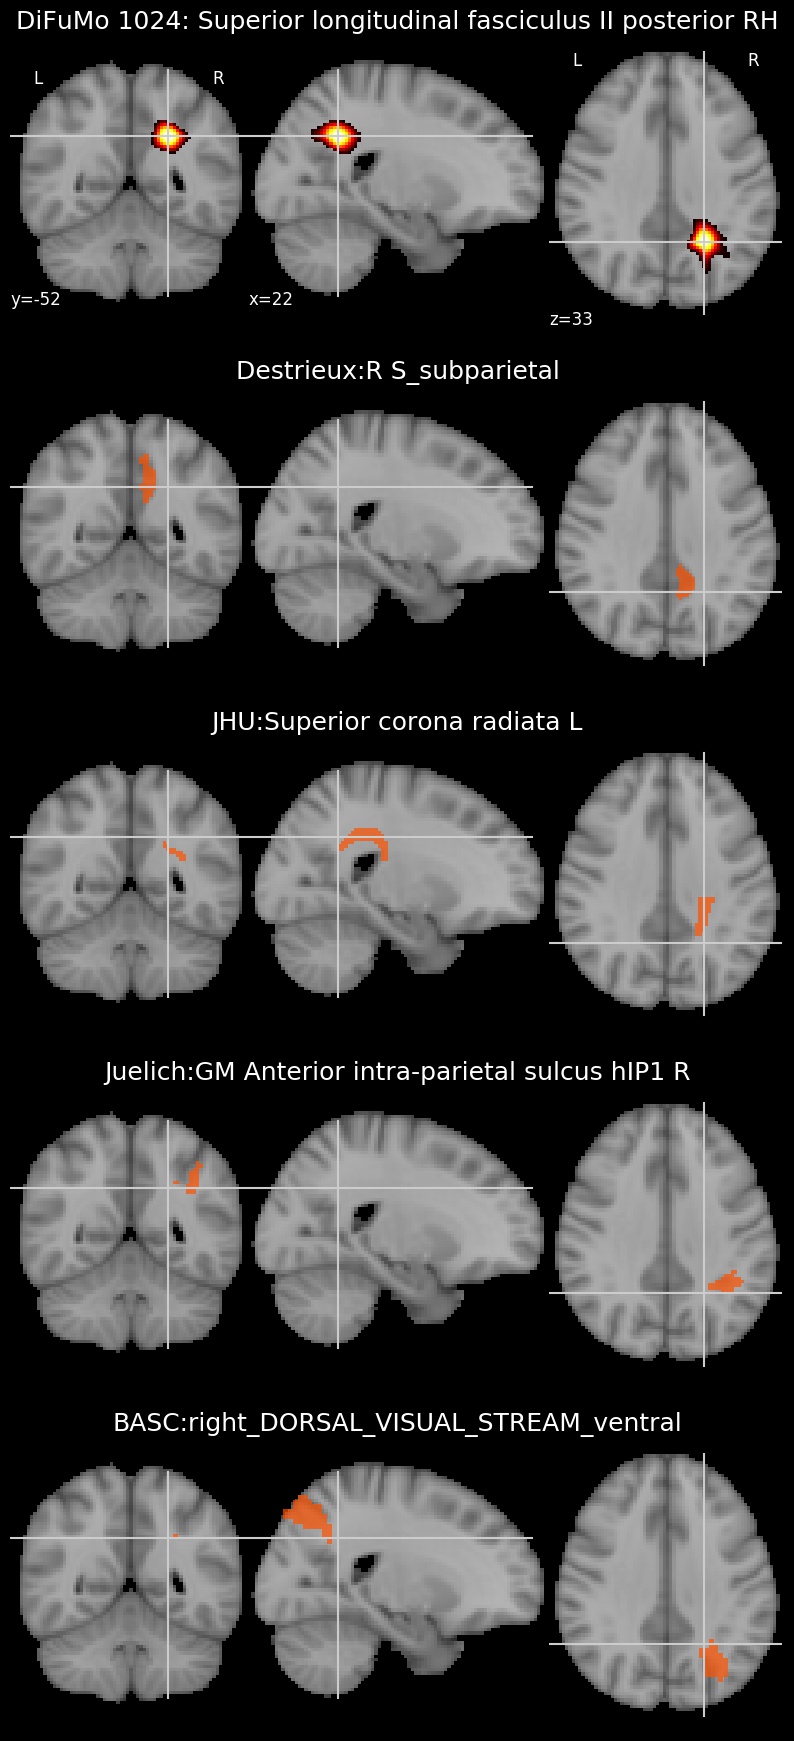 DiFuMo 1024: Superior longitudinal fasciculus II posterior RH
L R L R
y=-52 x=22 z=33
Destrieux:R S_subparietal
JHU:Superior corona radiata L
Juelich:GM Anterior intra-parietal sulcus hIP1 R
BASC:right_DORSAL_VISUAL_STREAM_ventral